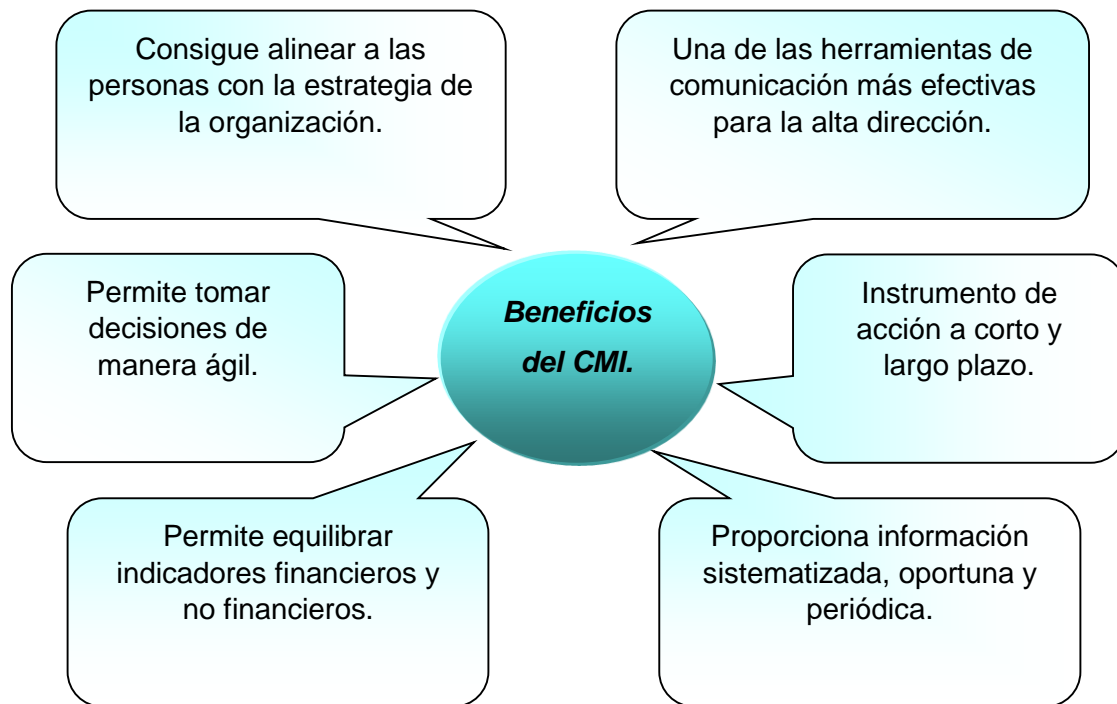 Consigue alinear a las
personas con la estrategia de
la organización.
Una de las herramientas de
comunicación más efectivas
para la alta dirección.
Permite tomar
decisiones de
manera ágil.
Beneficios
del CMI.
Instrumento de
acción a corto y
largo plazo.
Permite equilibrar
indicadores financieros y
no financieros.
Proporciona información
sistematizada, oportuna y
periódica.